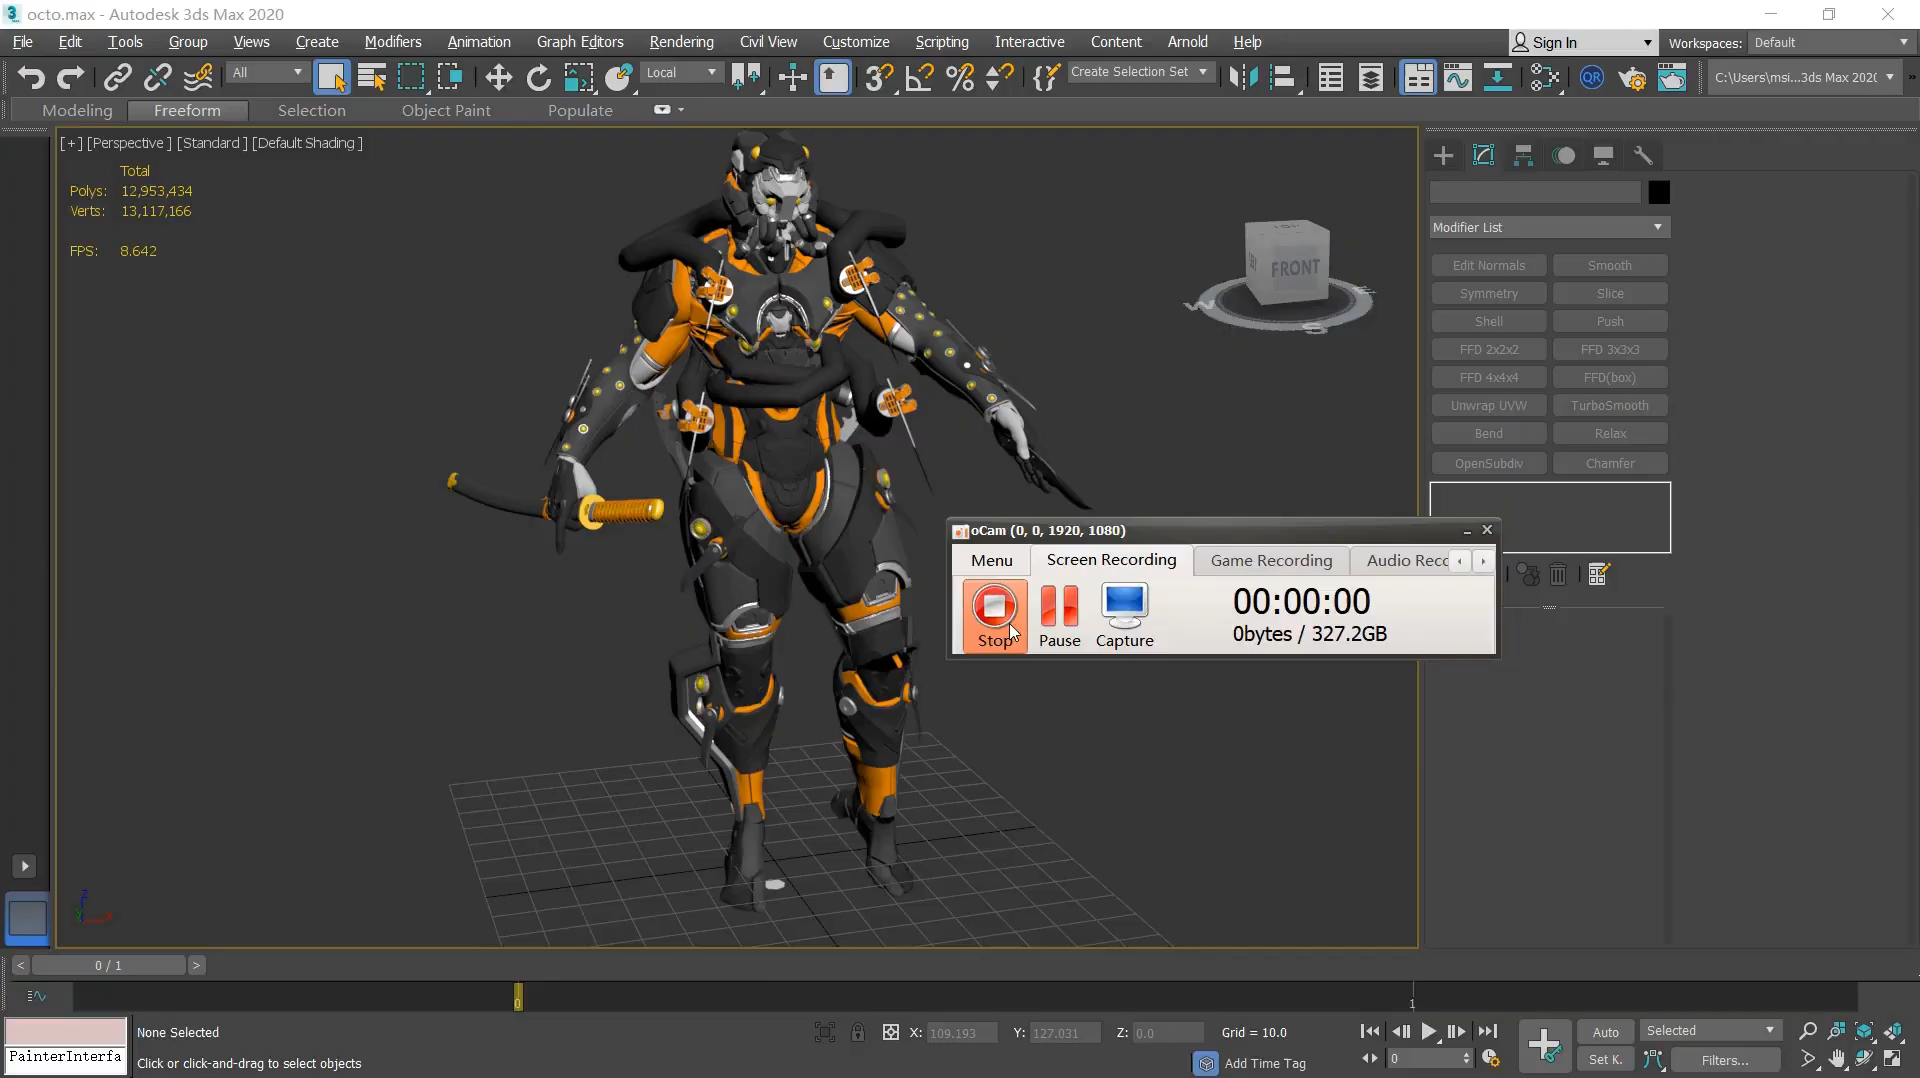 octo.max - Autodesk 3ds Max 2020
File Edit Tools Group Views Create Modifiers Animation Graph Editors Rendering Civil View Customize Scripting Interactive Content Arnold Help
Sign In
Workspaces: Default
All
Local
Create Selection Set
QR
C:\Users\msi...3ds Max 202(
Modeling Freeform Selection Object Paint Populate
[+] [Perspective ] [Standard ] [Default Shading ]
Total
Polys: 12,953,434
Verts: 13,117,166
FPS: 8.642
FRONT
W
S
Modifier List
Edit Normals Smooth
Symmetry Slice
Shell Push
FFD 2x2x2 FFD 3x3x3
FFD 4x4x4 FFD(box)
Unwrap UVW TurboSmooth
Bend Relax
OpenSubdiv Chamfer
oCam (0, 0, 1920, 1080)
Menu Screen Recording Game Recording Audio Recc
00:00:00
0bytes / 327.2GB
Stop Pause Capture
z
x
< 0 / 1 >
0 1
None Selected
PainterInterfa
Click or click-and-drag to select objects
X: 109.193 Y: 127.031 Z: 0.0 Grid = 10.0
Add Time Tag
0
Auto Selected
Set K. Filters...